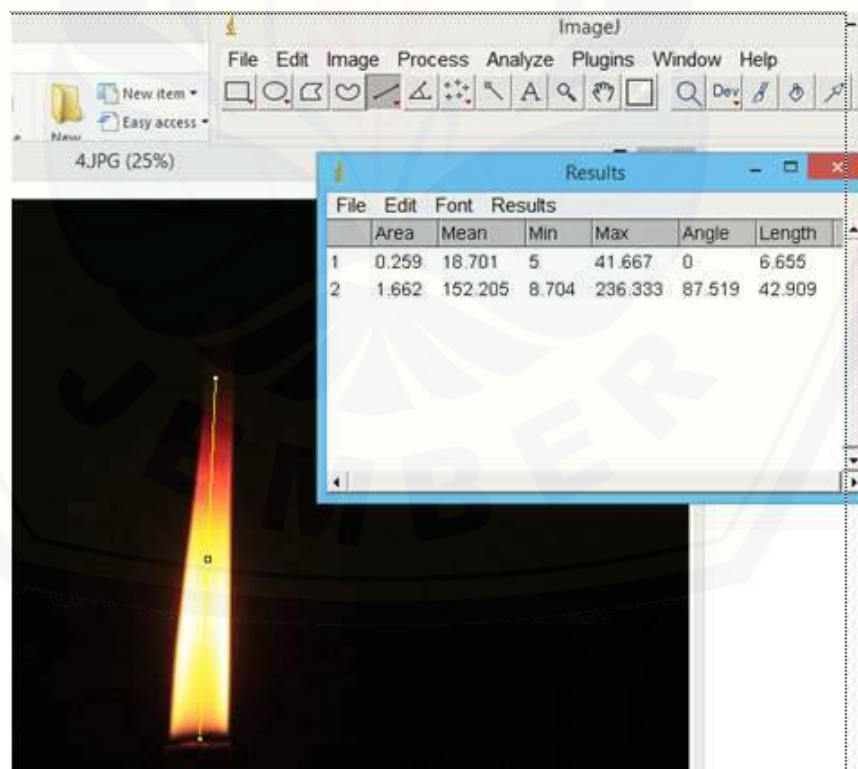 ImageJ
File Edit Image Process Analyze Plugins Window Help
New item
Easy access
New
A
Dev
4.JPG (25%)
Results
File Edit Font Results
Area Mean Min Max Angle Length
1 0.259 18.701 5 41.667 0 6.655
2 1.662 152.205 8.704 236.333 87.519 42.909
JEMBER